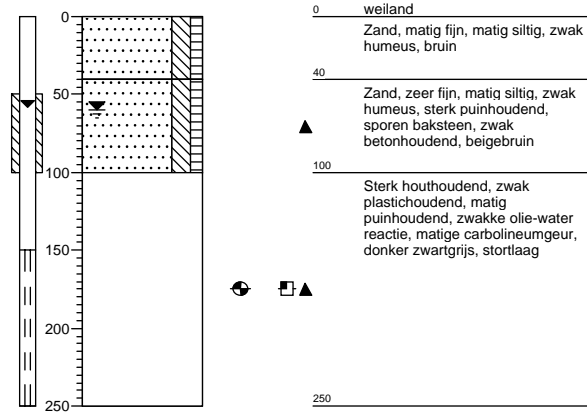 0
50
100
150
200
250
0 weiland
Zand, matig fijn, matig siltig, zwak
humeus, bruin
40
Zand, zeer fijn, matig siltig, zwak
humeus, sterk puinhoudend,
sporen baksteen, zwak
betonhoudend, beigebruin
100
Sterk houthoudend, zwak
plastichoudend, matig
puinhoudend, zwakke olie-water
reactie, matige carbolineumgeur,
donker zwartgrijs, stortlaag
250